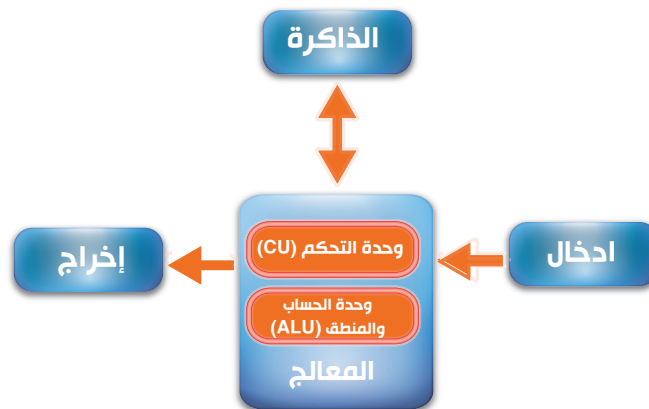 الذاكرة
ادخال
وحدة التحكم (CU)
وحدة الحساب
والمنطق (ALU)
المعالج
إخراج